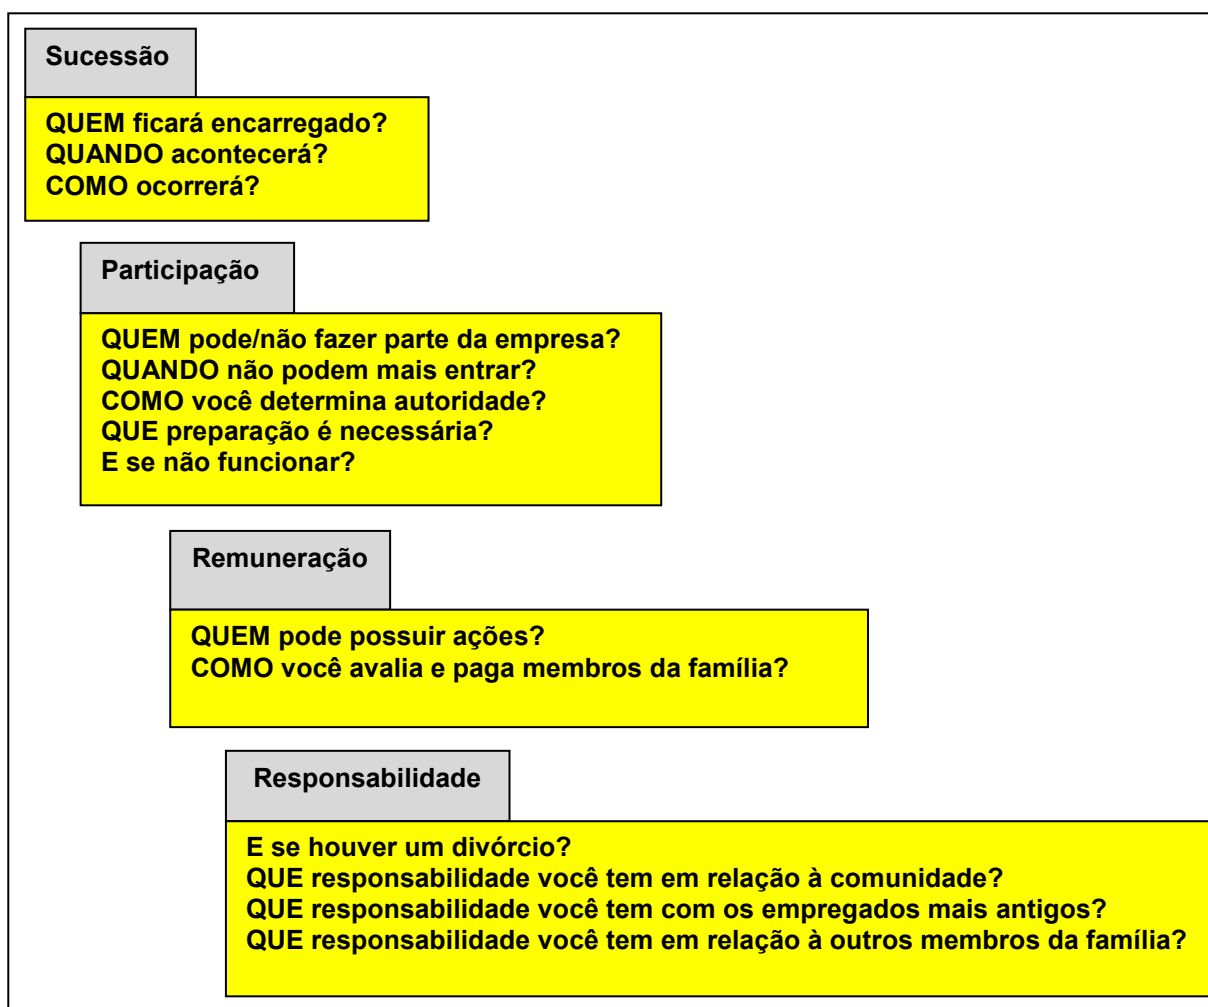 Sucessão
QUEM ficará encarregado?
QUANDO acontecerá?
COMO ocorrerá?
Participação
QUEM pode/não fazer parte da empresa?
QUANDO não podem mais entrar?
COMO você determina autoridade?
QUE preparação é necessária?
E se não funcionar?
Remuneração
QUEM pode possuir ações?
COMO você avalia e paga membros da família?
Responsabilidade
E se houver um divórcio?
QUE responsabilidade você tem em relação à comunidade?
QUE responsabilidade você tem com os empregados mais antigos?
QUE responsabilidade você tem em relação à outros membros da família?